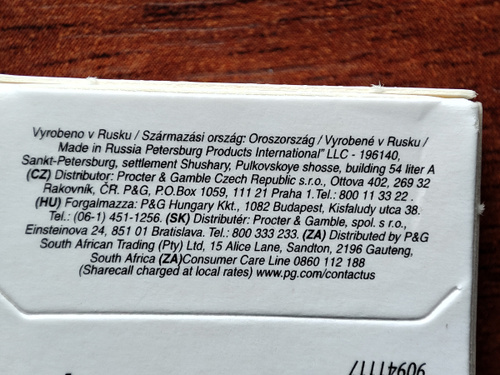 Vyrobeno v Rusku / Származási ország: Oroszország / Vyrobené v Rusku /
Made in Russia Petersburg Products International" LLC - 196140,
Sankt-Petersburg, settlement Shushary, Pulkovskoye shosse, building 54 liter A
(CZ) Distributor: Procter & Gamble Czech Republic s.r.o., Ottova 402, 269 32
Rakovník, ČR. P&G, P.O.Box 1059, 111 21 Praha 1.Tel.: 800 11 33 22 .
(HU) Forgalmazza: P&G Hungary Kkt., 1082 Budapest, Kisfaludy utca 38.
Tel.: (06-1) 451-1256. (SK) Distribútér: Procter & Gamble, spol. s r.o.,
Einsteinova 24, 851 01 Bratislava. Tel.: 800 333 233. (ZA) Distributed by P&G
South African Trading (Pty) Ltd, 15 Alice Lane, Sandton, 2196 Gauteng,
South Africa (ZA)Consumer Care Line 0860 112 188
(Sharecall charged at local rates) www.pg.com/contactus